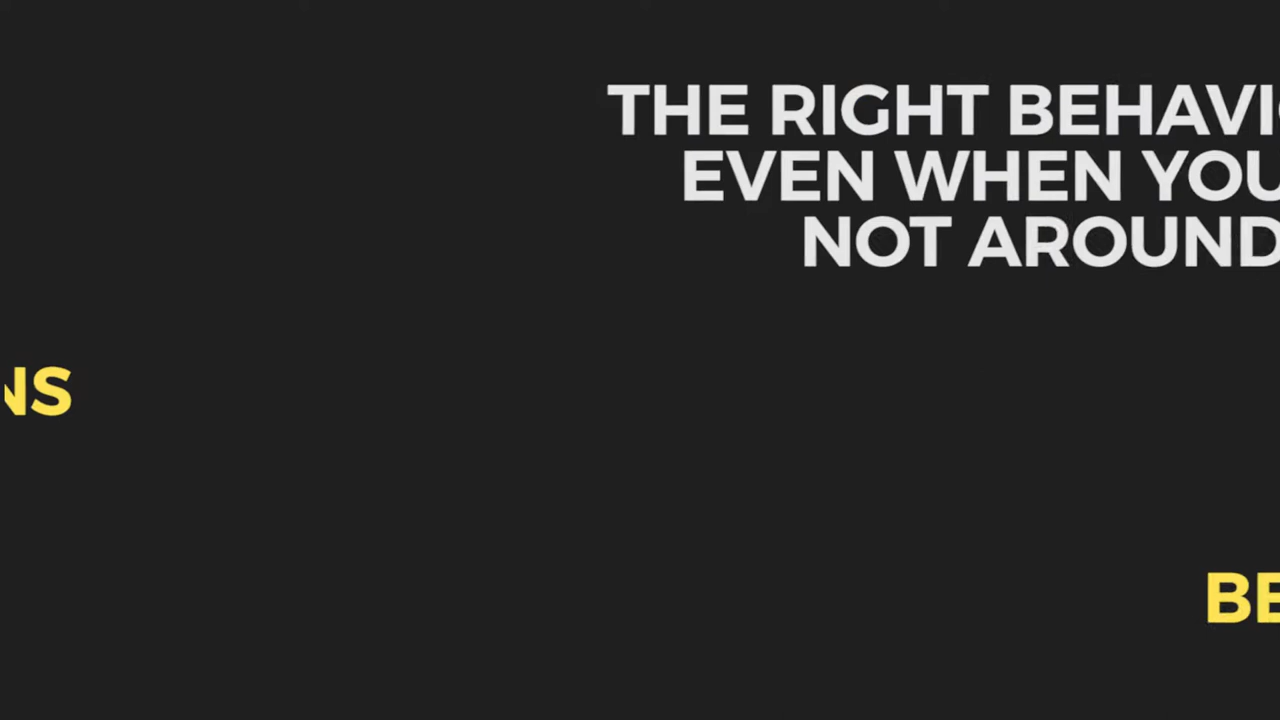 THE RIGHT BEHAVI
EVEN WHEN YOU
NOT AROUND
NS
BE